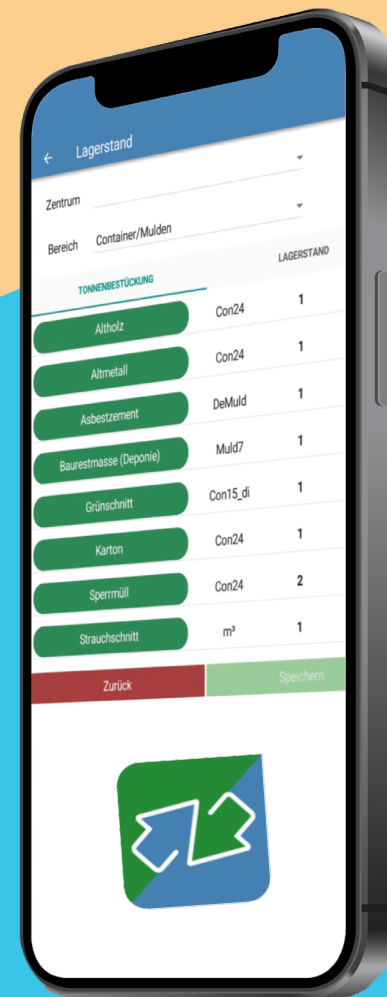 ← Lagerstand
Zentrum
Bereich Container/Mulden
TONNENBESTÜCKUNG LAGERSTAND
Altholz Con24 1
Altmetall Con24 1
Asbestzement DeMuld 1
Baurestmasse (Deponie) Muld7 1
Grünschnitt Con15_di 1
Karton Con24 1
Sperrmüll Con24 2
Strauchschnitt m³ 1
Zurück Speichern